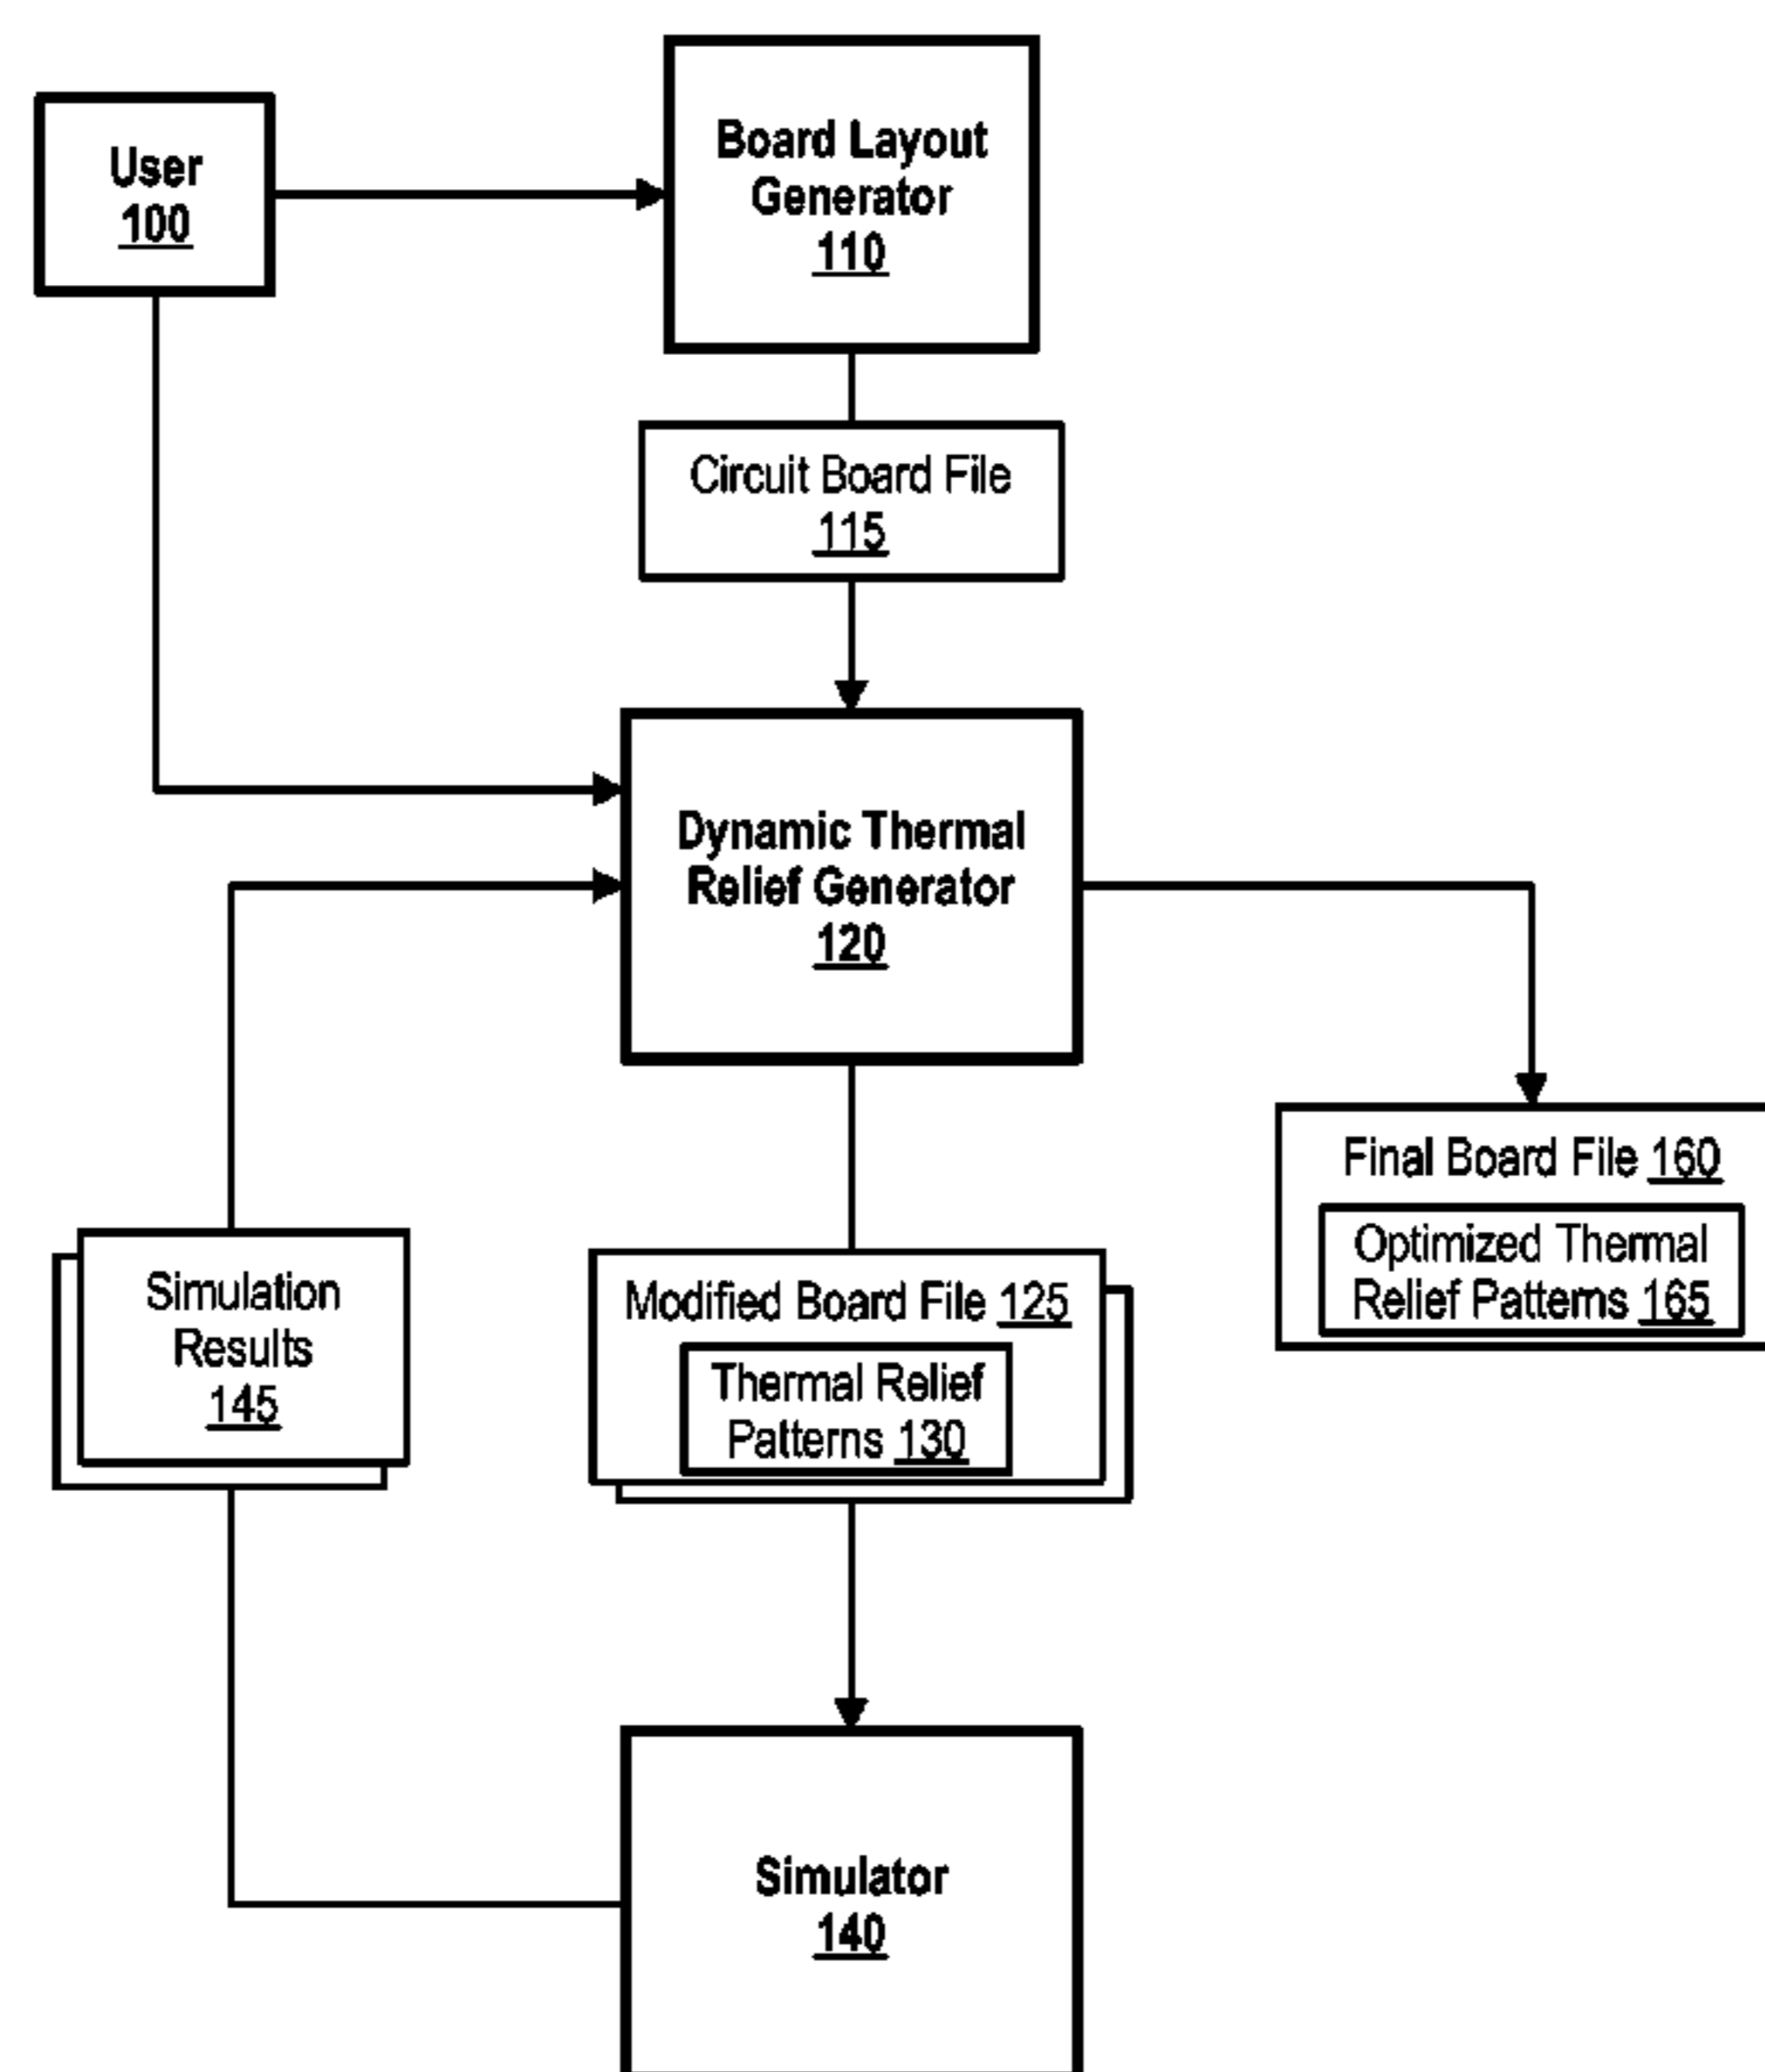 User
100
Board Layout
Generator
110
Circuit Board File
115
Dynamic Thermal
Relief Generator
120
Final Board File 160
Optimized Thermal
Relief Patterns 165
Simulation
Results
145
Modified Board File 125
Thermal Relief
Patterns 130
Simulator
140